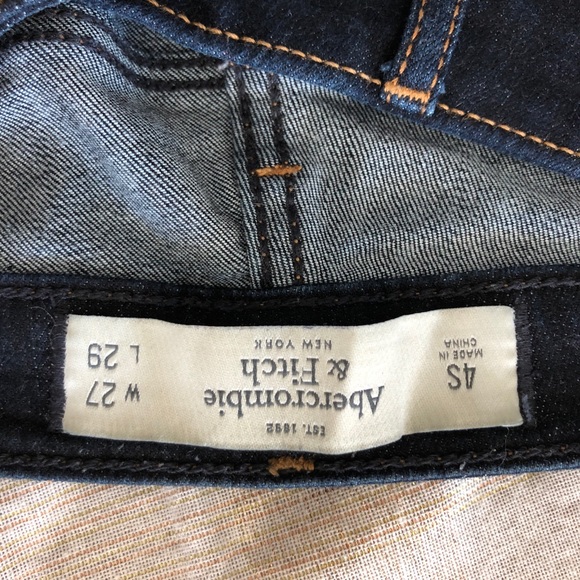 EST. 1892
Abercrombie
& Fitch
NEW YORK
4S
MADE IN
CHINA
W 27
L 29